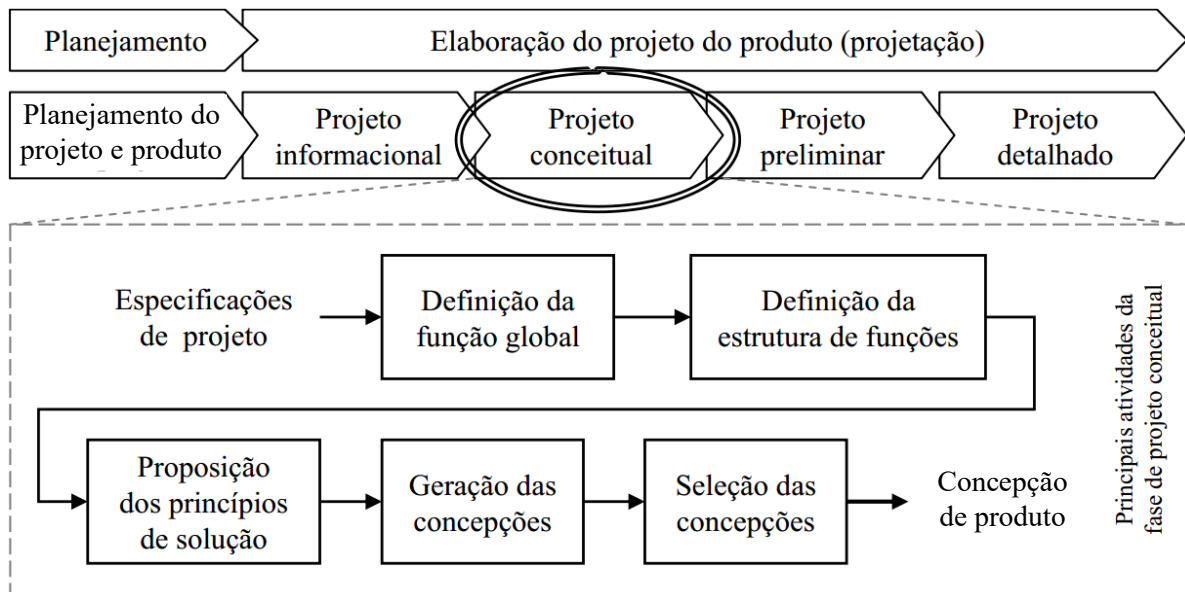 Planejamento
Elaboração do projeto do produto (projetação)
Planejamento do
projeto e produto
Projeto
informacional
Projeto
conceitual
Projeto
preliminar
Projeto
detalhado
Especificações
de projeto
Definição da
função global
Definição da
estrutura de funções
Proposição
dos princípios
de solução
Geração das
concepções
Seleção das
concepções
Concepção
de produto
Principais atividades da
fase de projeto conceitual